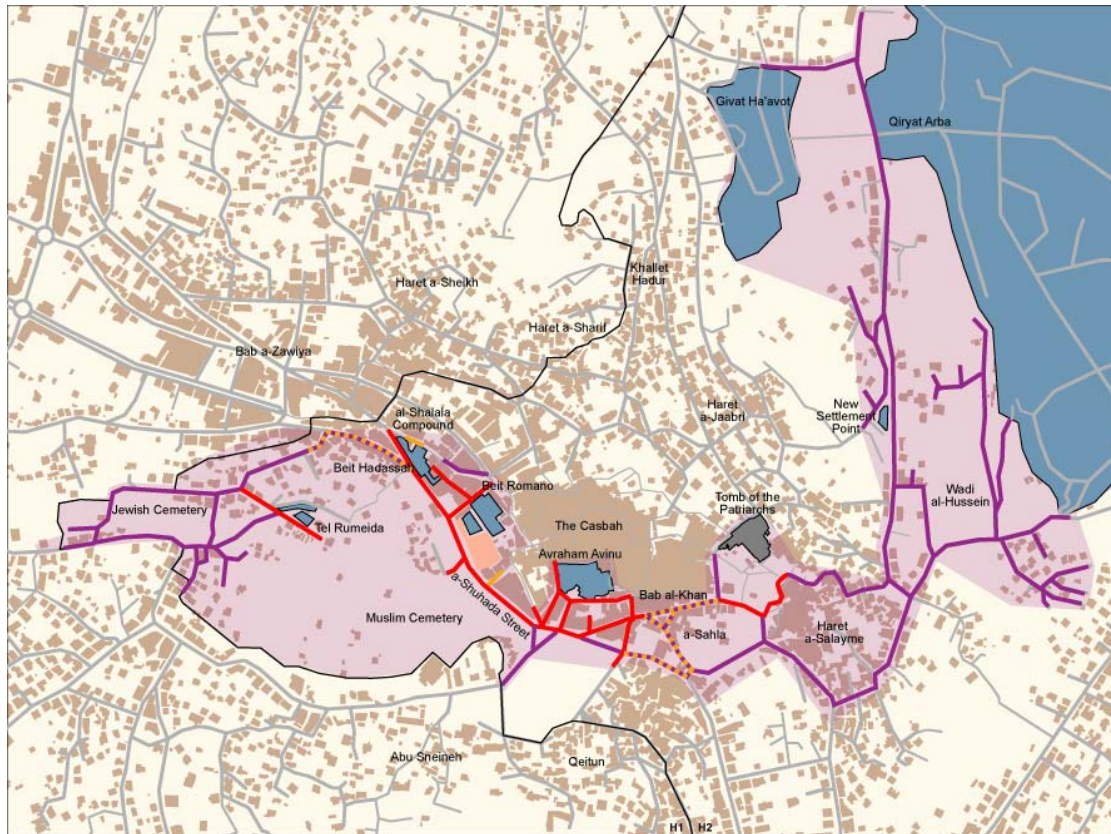 Givat Ha'avot
Qiryat Arba
Khallet
Hadur
Haret a-Sheikh
Haret a-Sharif
Bab a-Zawiya
al-Shalala
Compound
Haret
a-Jaabri
New
Settlement
Point
Beit Hadassah
Beit Romano
Wadi
al-Hussein
Tomb of the
Patriarchs
Jewish Cemetery
Tel Rumeida
The Casbah
Avraham Avinu
Bab al-Khan
a-Shuhada Street
Muslim Cemetery
a-Sahla
Haret
a-Salayme
Abu Sneineh
Qeitun
H1 H2